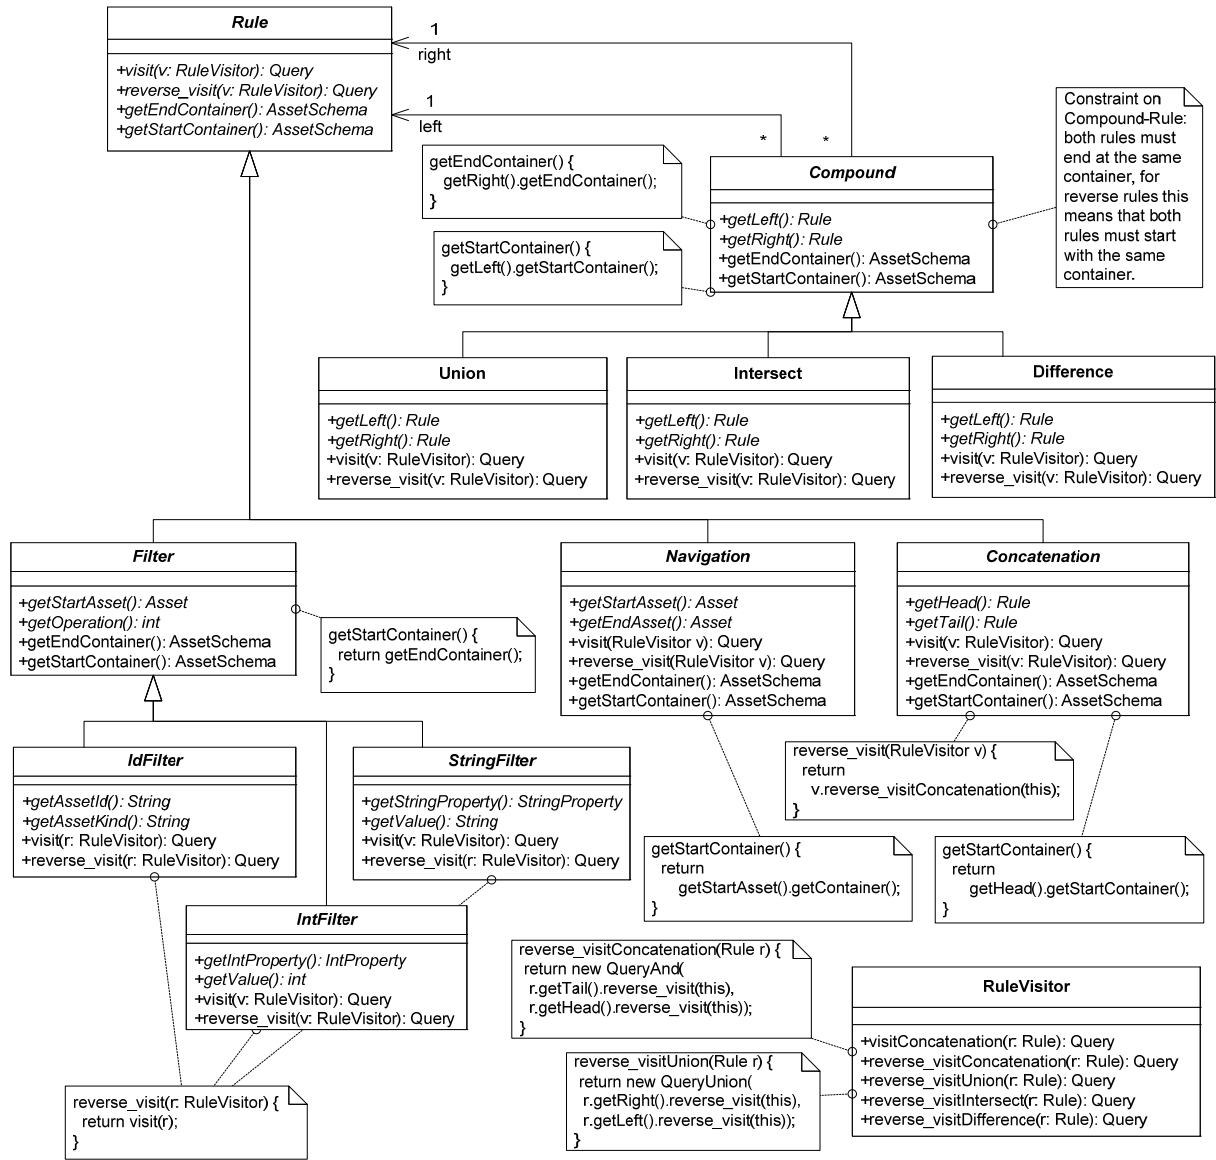 Rule
+visit(v: RuleVisitor): Query
+reverse_visit(v: RuleVisitor): Query
+getEndContainer(): AssetSchema
+getStartContainer(): AssetSchema
1
right
1
left
*
*
getEndContainer() {
getRight().getEndContainer();
}
getStartContainer() {
getLeft().getStartContainer();
}
Compound
+getLeft(): Rule
+getRight(): Rule
+getEndContainer(): AssetSchema
+getStartContainer(): AssetSchema
Constraint on
Compound-Rule:
both rules must
end at the same
container, for
reverse rules this
means that both
rules must start
with the same
container.
Union
+getLeft(): Rule
+getRight(): Rule
+visit(v: RuleVisitor): Query
+reverse_visit(v: RuleVisitor): Query
Intersect
+getLeft(): Rule
+getRight(): Rule
+visit(v: RuleVisitor): Query
+reverse_visit(v: RuleVisitor): Query
Difference
+getLeft(): Rule
+getRight(): Rule
+visit(v: RuleVisitor): Query
+reverse_visit(v: RuleVisitor): Query
Filter
+getStartAsset(): Asset
+getOperation(): int
+getEndContainer(): AssetSchema
+getStartContainer(): AssetSchema
getStartContainer() {
return getEndContainer();
}
Navigation
+getStartAsset(): Asset
+getEndAsset(): Asset
+visit(RuleVisitor v): Query
+reverse_visit(RuleVisitor v): Query
+getEndContainer(): AssetSchema
+getStartContainer(): AssetSchema
Concatenation
+getHead(): Rule
+getTail(): Rule
+visit(v: RuleVisitor): Query
+reverse_visit(v: RuleVisitor): Query
+getEndContainer(): AssetSchema
+getStartContainer(): AssetSchema
IdFilter
+getAssetId(): String
+getAssetKind(): String
+visit(r: RuleVisitor): Query
+reverse_visit(r: RuleVisitor): Query
StringFilter
+getStringProperty(): StringProperty
+getValue(): String
+visit(v: RuleVisitor): Query
+reverse_visit(r: RuleVisitor): Query
reverse_visit(RuleVisitor v) {
return
v.reverse_visitConcatenation(this);
}
getStartContainer() {
return
getStartAsset().getContainer();
}
getStartContainer() {
return
getHead().getStartContainer();
}
IntFilter
+getIntProperty(): IntProperty
+getValue(): int
+visit(v: RuleVisitor): Query
+reverse_visit(v: RuleVisitor): Query
reverse_visitConcatenation(Rule r) {
return new QueryAnd(
r.getTail().reverse_visit(this),
r.getHead().reverse_visit(this));
}
reverse_visitUnion(Rule r) {
return new QueryUnion(
r.getRight().reverse_visit(this),
r.getLeft().reverse_visit(this));
}
RuleVisitor
+visitConcatenation(r: Rule): Query
+reverse_visitConcatenation(r: Rule): Query
+reverse_visitUnion(r: Rule): Query
+reverse_visitIntersect(r: Rule): Query
+reverse_visitDifference(r: Rule): Query
reverse_visit(r: RuleVisitor) {
return visit(r);
}